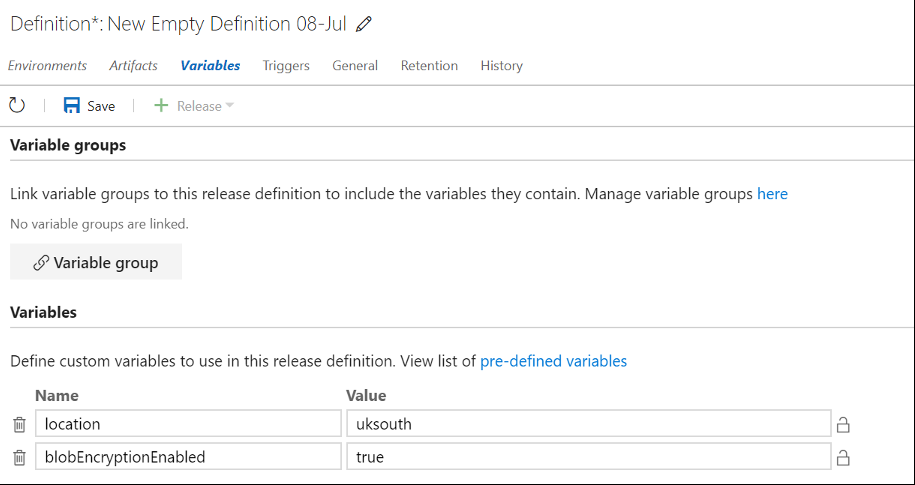 Definition*: New Empty Definition 08-Jul
Environments Artifacts Variables Triggers General Retention History
Save Release
Variable groups
Link variable groups to this release definition to include the variables they contain. Manage variable groups here
No variable groups are linked.
Variable group
Variables
Define custom variables to use in this release definition. View list of pre-defined variables
Name Value
location uksouth
blobEncryptionEnabled true